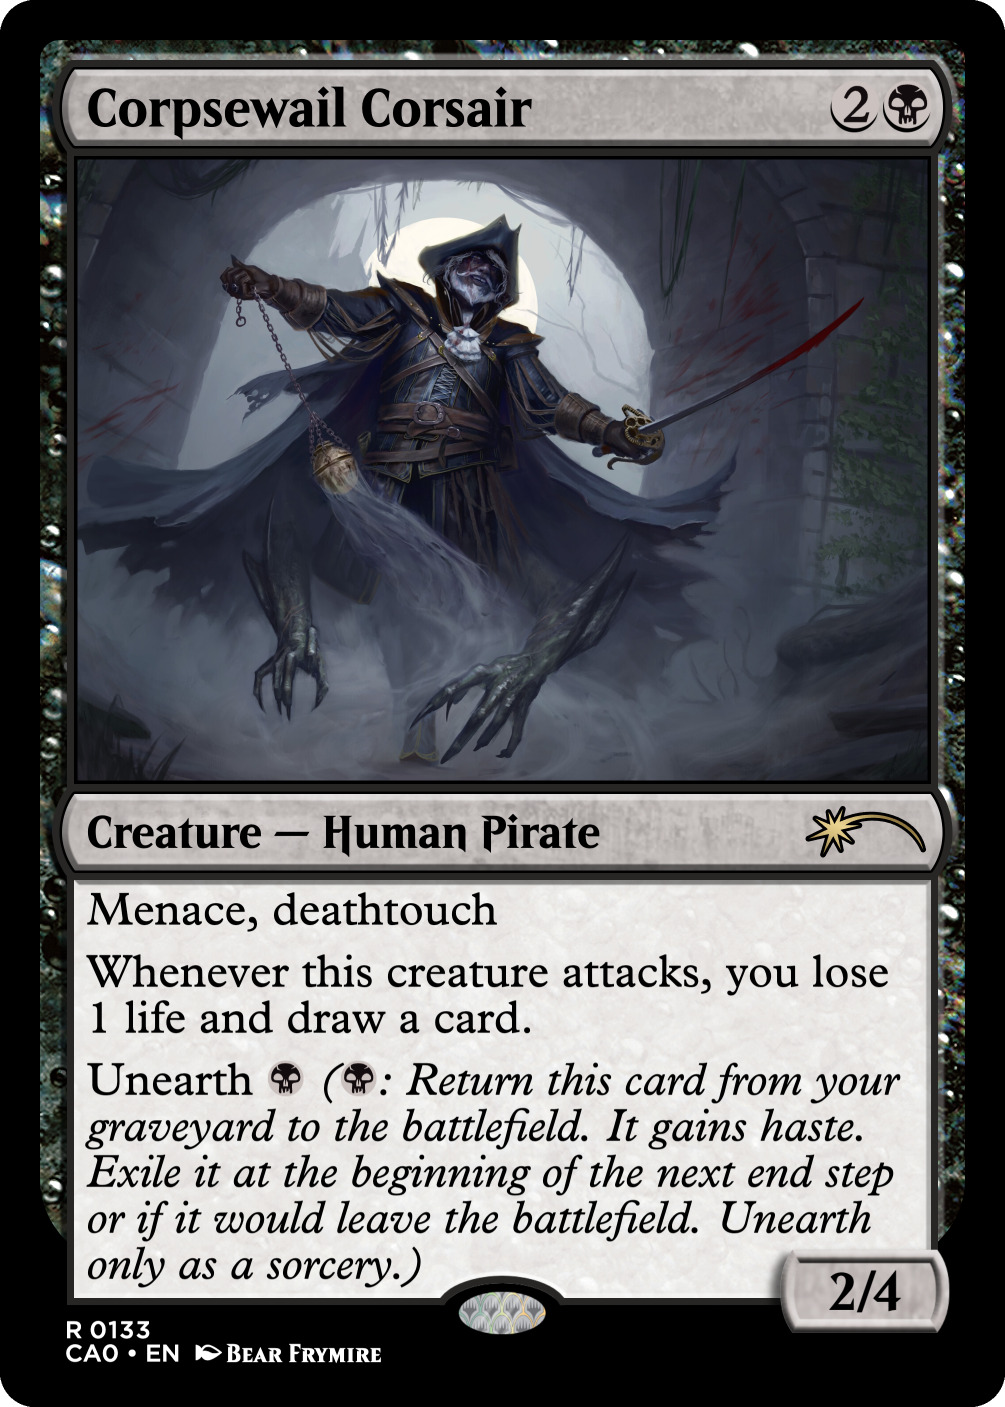 Corpsewail Corsair 2
Creature — Human Pirate
Menace, deathtouch
Whenever this creature attacks, you lose
1 life and draw a card.
Unearth (: Return this card from your
graveyard to the battlefield. It gains haste.
Exile it at the beginning of the next end step
or if it would leave the battlefield. Unearth
only as a sorcery.)
2/4
R 0133
CAO • EN BEAR FRYMIRE